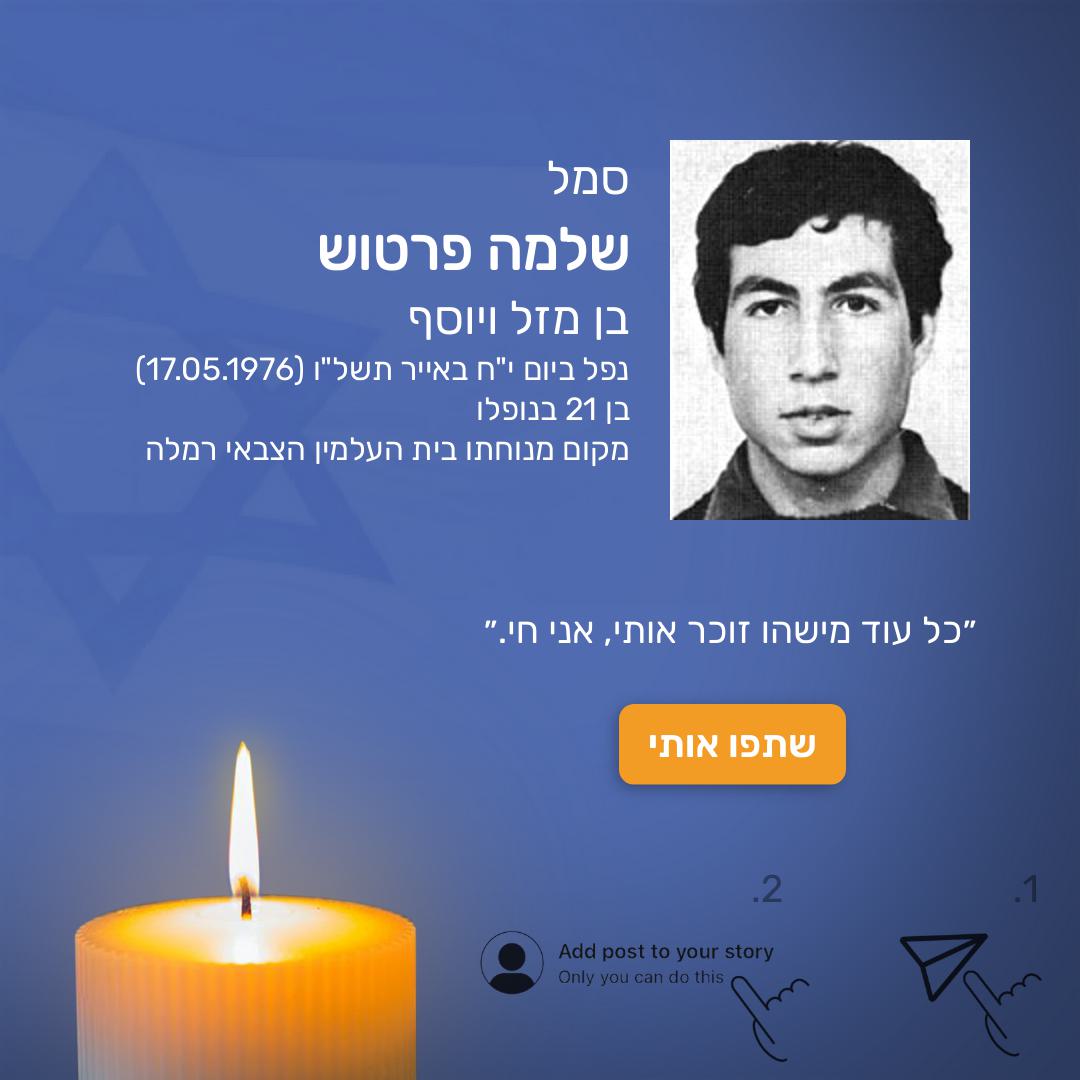 סמל
שלמה פרטוש
בן מזל ויוסף
נפל ביום י"ח באייר תשל"ו (17.05.1976)
בן 21 בנופלו
מקום מנוחתו בית העלמין הצבאי רמלה
״כל עוד מישהו זוכר אותי, אני חי.״
שתפו אותי
.1
.2
Add post to your story
Only you can do this